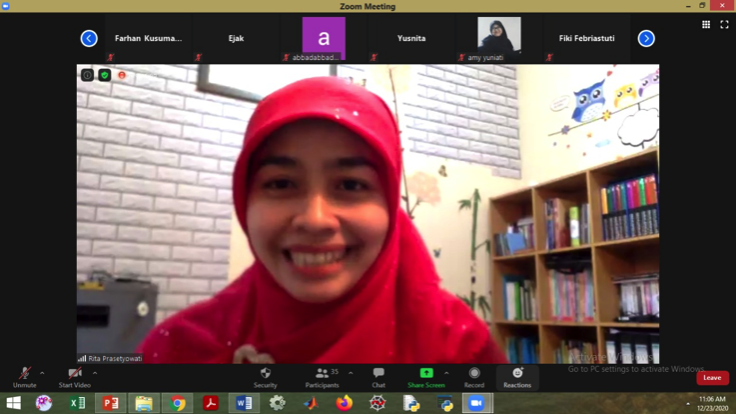 Zoom Meeting
Farhan Kusuma...
Ejak
a
abbadabbad...
Yusnita
amy yuniati
Fiki Febriastuti
Rita Prasetyowati
Activate Windows
Go to PC settings to activate Windows.
Unmute
Start Video
Security
Participants
35
Chat
Share Screen
Record
Reactions
Leave
11:06 AM
12/23/2020